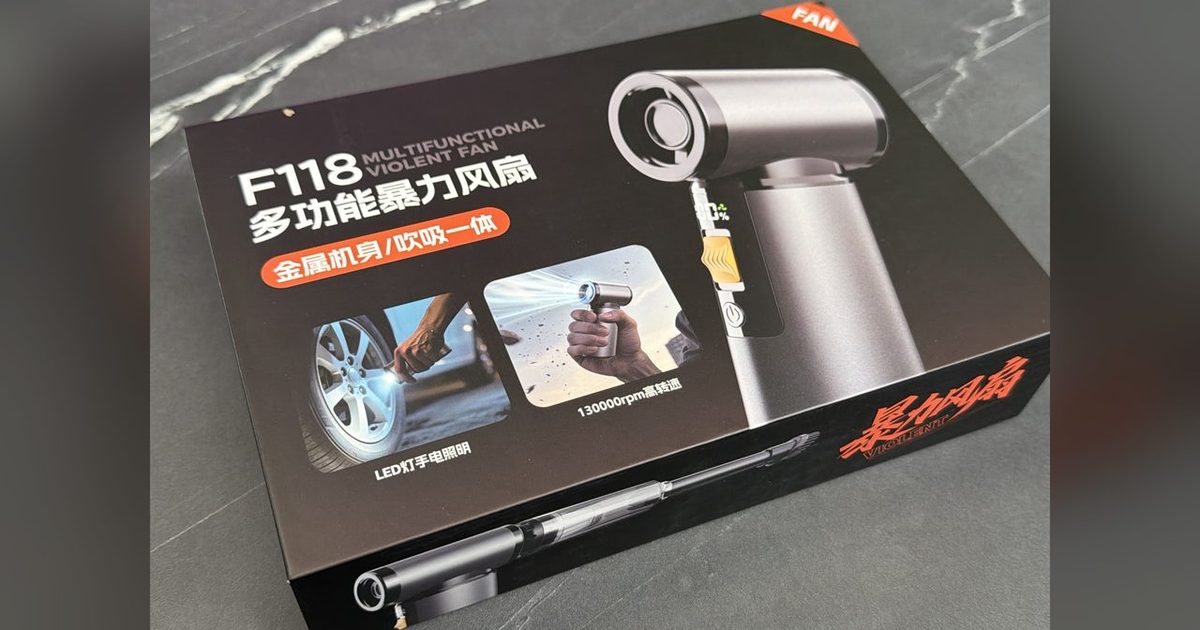 FAN
F118
MULTIFUNCTIONAL
VIOLENT FAN
多功能暴力风扇
金属机身/吹吸一体
%
LED灯手电照明
130000rpm高转速
暴力风扇
VIOLENT